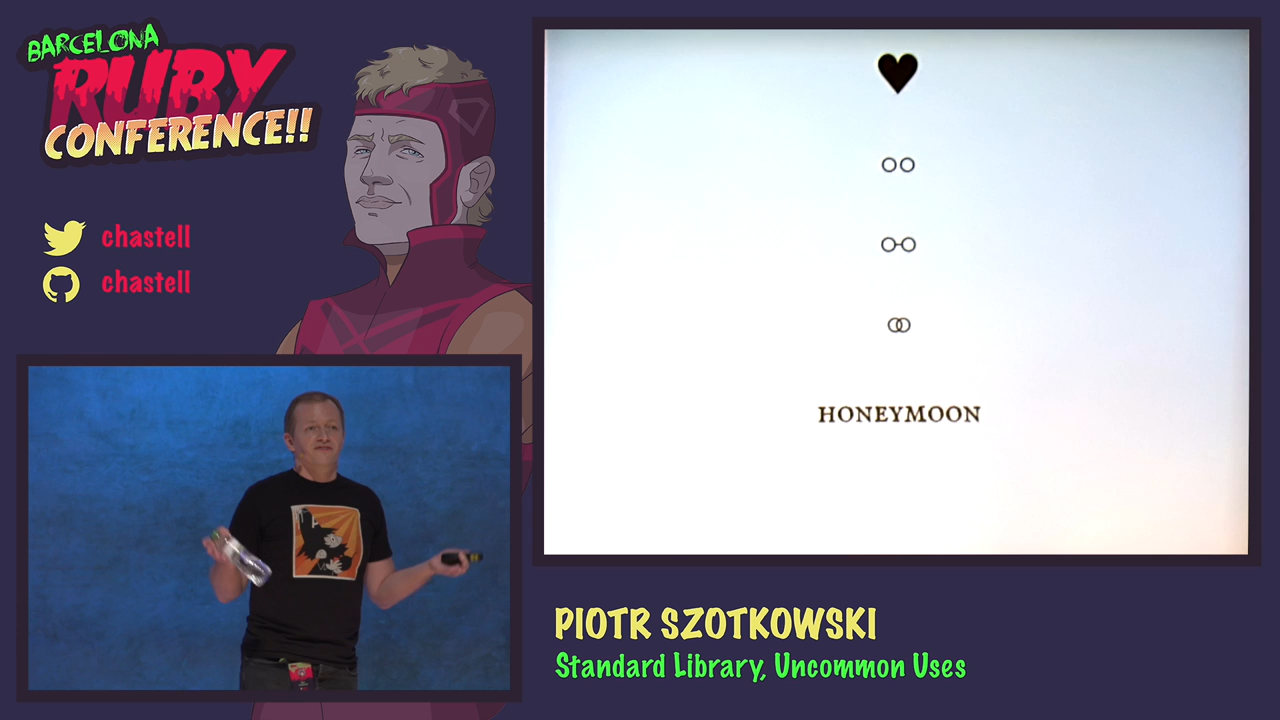 BARCELONA
RUBY
CONFERENCE!!
chastell
chastell
HONEYMOON
PIOTR SZOTKOWSKI
Standard Library, Uncommon Uses